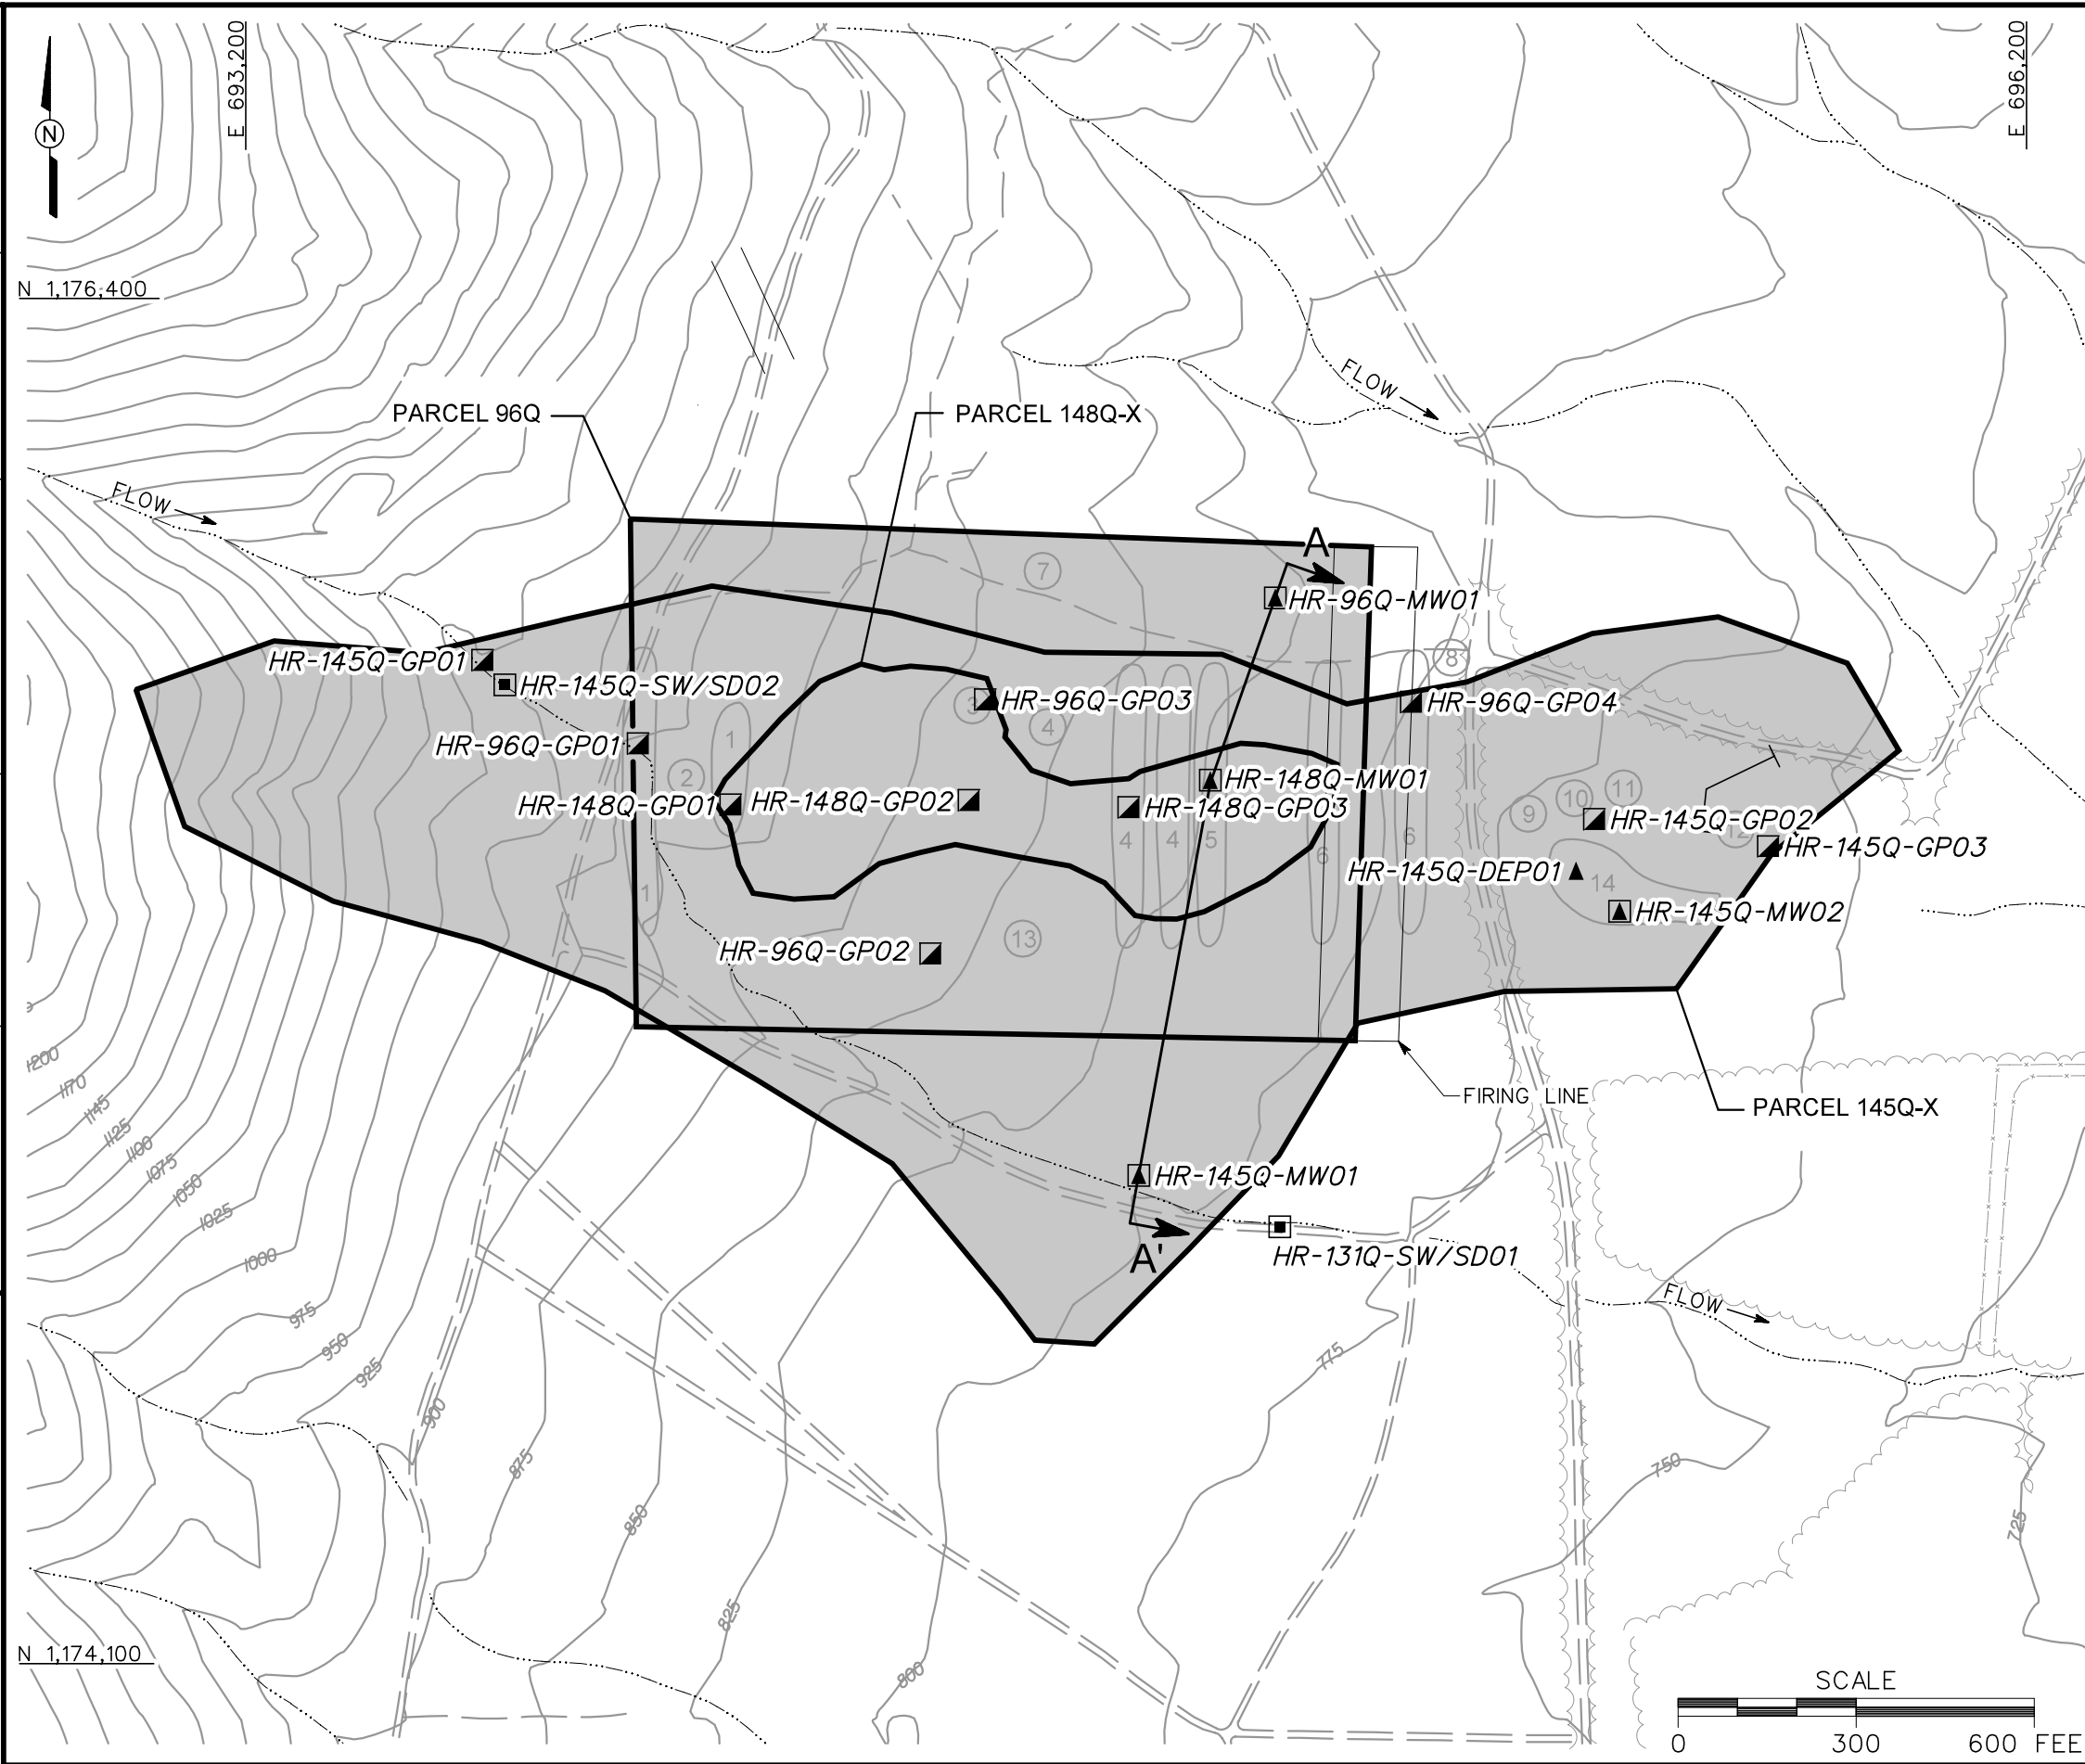 E 693,200
E 696,200
N
N 1,176,400
FLOW
PARCEL 96Q
PARCEL 148Q-X
FLOW
A
7
HR-96Q-MW01
HR-145Q-GP01
8
HR-145Q-SW/SD02
3
HR-96Q-GP03
HR-96Q-GP04
4
1
HR-96Q-GP01
2
HR-148Q-MW01
11
10
9
HR-148Q-GP01
HR-148Q-GP02
HR-148Q-GP03
HR-145Q-GP02
12
4
4
5
6
6
HR-145Q-GP03
HR-145Q-DEP01
14
1
HR-145Q-MW02
13
HR-96Q-GP02
1200
1170
1145
1125
1100
1075
1050
1025
1000
975
950
925
900
875
850
825
800
775
750
725
FIRING LINE
PARCEL 145Q-X
HR-145Q-MW01
A'
HR-131Q-SW/SD01
FLOW
N 1,174,100
SCALE
0 300 600 FEE